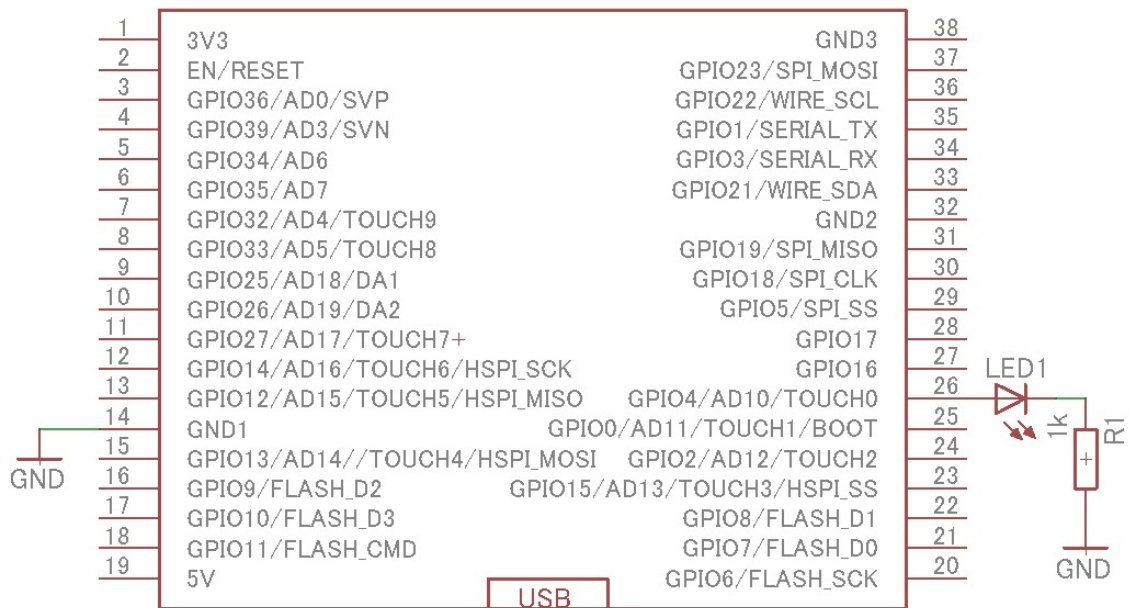 1 3V3 GND3 38
2 EN/RESET GPIO23/SPI_MOSI 37
3 GPIO36/AD0/SVP GPIO22/WIRE_SCL 36
4 GPIO39/AD3/SVN GPIO1/SERIAL_TX 35
5 GPIO34/AD6 GPIO3/SERIAL_RX 34
6 GPIO35/AD7 GPIO21/WIRE_SDA 33
7 GPIO32/AD4/TOUCH9 GND2 32
8 GPIO33/AD5/TOUCH8 GPIO19/SPI_MISO 31
9 GPIO25/AD18/DA1 GPIO18/SPI_CLK 30
10 GPIO26/AD19/DA2 GPIO5/SPI_SS 29
11 GPIO27/AD17/TOUCH7 GPIO17 28
12 GPIO14/AD16/TOUCH6/HSPI_SCK GPIO16 27
LED1
13 GPIO12/AD15/TOUCH5/HSPI_MISO GPIO4/AD10/TOUCH0 26
14 GND1 GPIO0/AD11/TOUCH1/BOOT 25
1k R1
15 GPIO13/AD14//TOUCH4/HSPI_MOSI GPIO2/AD12/TOUCH2 24
GND
16 GPIO9/FLASH_D2 GPIO15/AD13/TOUCH3/HSPI_SS 23
17 GPIO10/FLASH_D3 GPIO8/FLASH_D1 22
18 GPIO11/FLASH_CMD GPIO7/FLASH_D0 21
GND
19 5V GPIO6/FLASH_SCK 20
USB